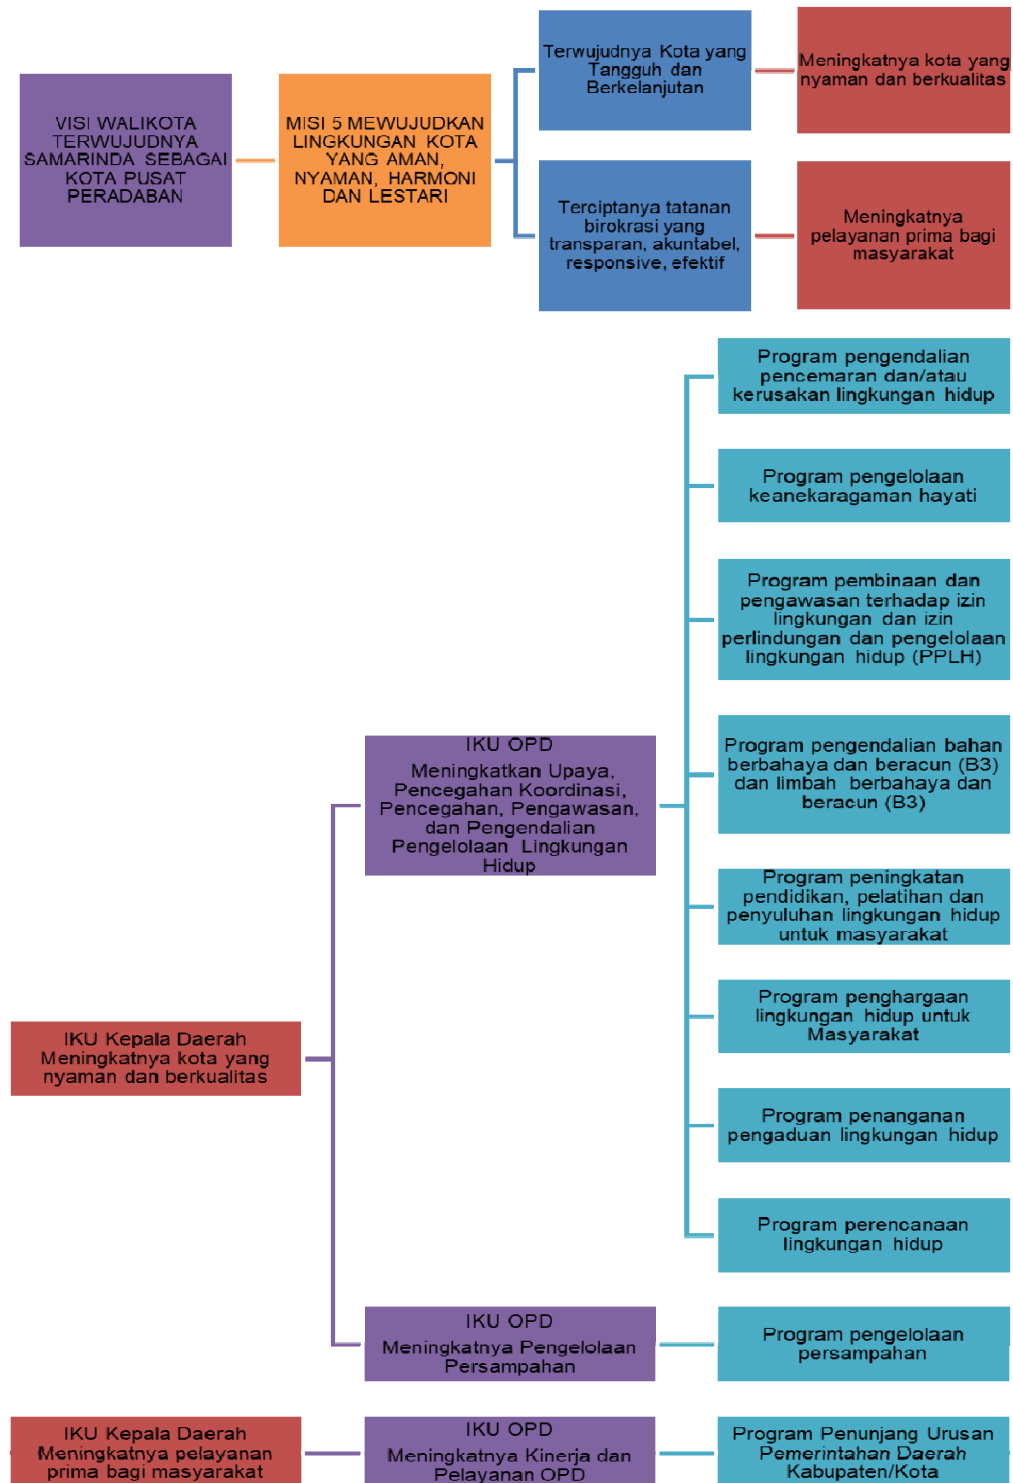 VISI WALIKOTA
TERWUJUDNYA
SAMARINDA SEBAGAI
KOTA PUSAT
PERADABAN
MISI 5 MEWUJUDKAN
LINGKUNGAN KOTA
YANG AMAN,
NYAMAN, HARMONI
DAN LESTARI
Terwujudnya Kota yang
Tangguh dan
Berkelanjutan
Meningkatnya kota yang
nyaman dan berkualitas
Terciptanya tatanan
birokrasi yang
transparan, akuntabel,
responsive, efektif
Meningkatnya
pelayanan prima bagi
masyarakat
IKU Kepala Daerah
Meningkatnya kota yang
nyaman dan berkualitas
IKU OPD
Meningkatkan Upaya,
Pencegahan Koordinasi,
Pencegahan, Pengawasan,
dan Pengendalian
Pengelolaan Lingkungan
Hidup
Program pengendalian
pencemaran dan/atau
kerusakan lingkungan hidup
Program pengelolaan
keanekaragaman hayati
Program pembinaan dan
pengawasan terhadap izin
lingkungan dan izin
perlindungan dan pengelolaan
lingkungan hidup (PPLH)
Program pengendalian bahan
berbahaya dan beracun (B3)
dan limbah berbahaya dan
beracun (B3)
Program peningkatan
pendidikan, pelatihan dan
penyuluhan lingkungan hidup
untuk masyarakat
Program penghargaan
lingkungan hidup untuk
Masyarakat
Program penanganan
pengaduan lingkungan hidup
Program perencanaan
lingkungan hidup
IKU OPD
Meningkatnya Pengelolaan
Persampahan
Program pengelolaan
persampahan
IKU Kepala Daerah
Meningkatnya pelayanan
prima bagi masyarakat
IKU OPD
Meningkatnya Kinerja dan
Pelayanan OPD
Program Penunjang Urusan
Pemerintahan Daerah
Kabupaten/Kota